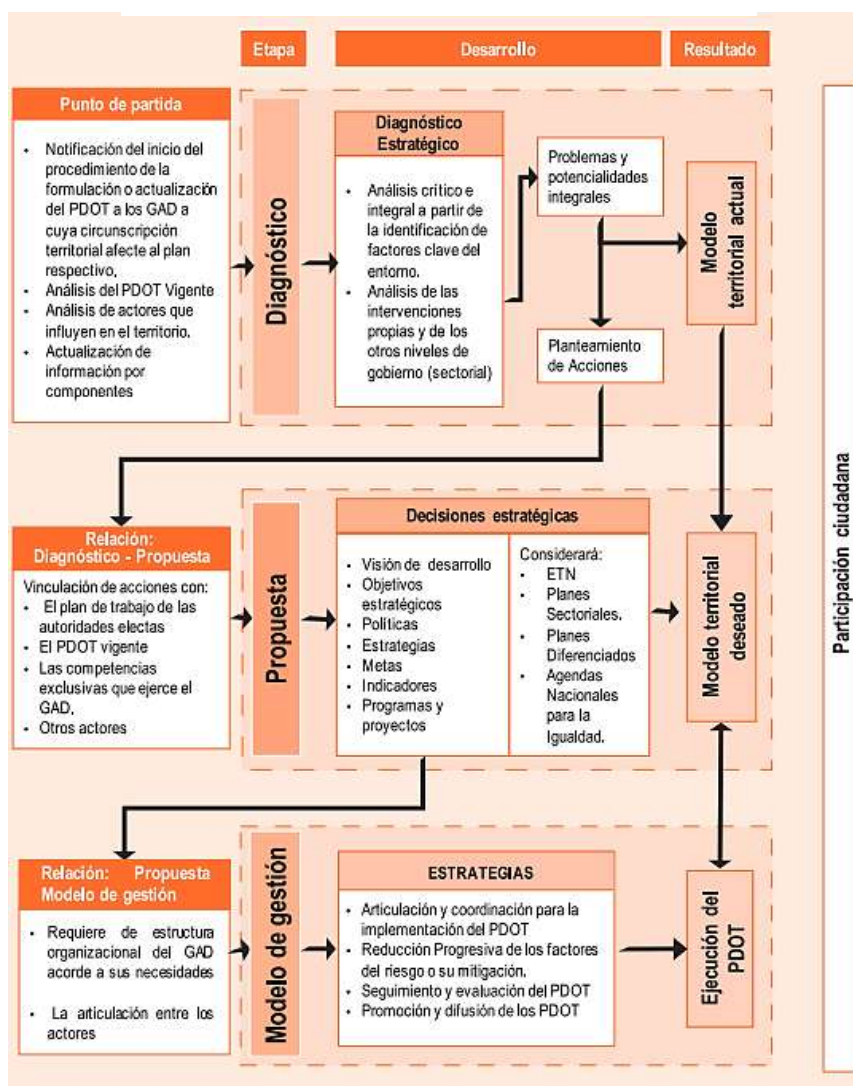 Etapa
Desarrollo
Resultado
Punto de partida
• Notificación del inicio del
procedimiento de la
formulación o actualización
del PDOT a los GAD a
cuya circunscripción
territorial afecte al plan
respectivo,
• Análisis del PDOT Vigente
• Análisis de actores que
influyen en el territorio.
• Actualización de
información por
componentes
Diagnóstico
Diagnóstico
Estratégico
• Análisis crítico e
integral a partir de
la identificación de
factores clave del
entorno.
• Análisis de las
intervenciones
propias y de los
otros niveles de
gobierno (sectorial)
Problemas y
potencialidades
integrales
Planteamiento
de Acciones
Modelo
territorial actual
Relación:
Diagnóstico - Propuesta
Vinculación de acciones con:
• El plan de trabajo de las
autoridades electas
• El PDOT vigente
• Las competencias
exclusivas que ejerce el
GAD,
• Otros actores
Propuesta
Decisiones estratégicas
• Visión de desarrollo
• Objetivos
estratégicos
• Políticas
• Estrategias
• Metas
• Indicadores
• Programas y
proyectos
Considerará:
• ETN
• Planes
Sectoriales.
• Planes
Diferenciados
• Agendas
Nacionales
para la
Igualdad.
Modelo territorial
deseado
Relación: Propuesta
Modelo de gestión
• Requiere de estructura
organizacional del GAD
acorde a sus necesidades
• La articulación entre los
actores
Modelo de gestión
ESTRATEGIAS
• Articulación y coordinación para la
implementación del PDOT
• Reducción Progresiva de los factores
del riesgo o su mitigación.
• Seguimiento y evaluación del PDOT
• Promoción y difusión de los PDOT
Ejecución del
PDOT
Participación ciudadana